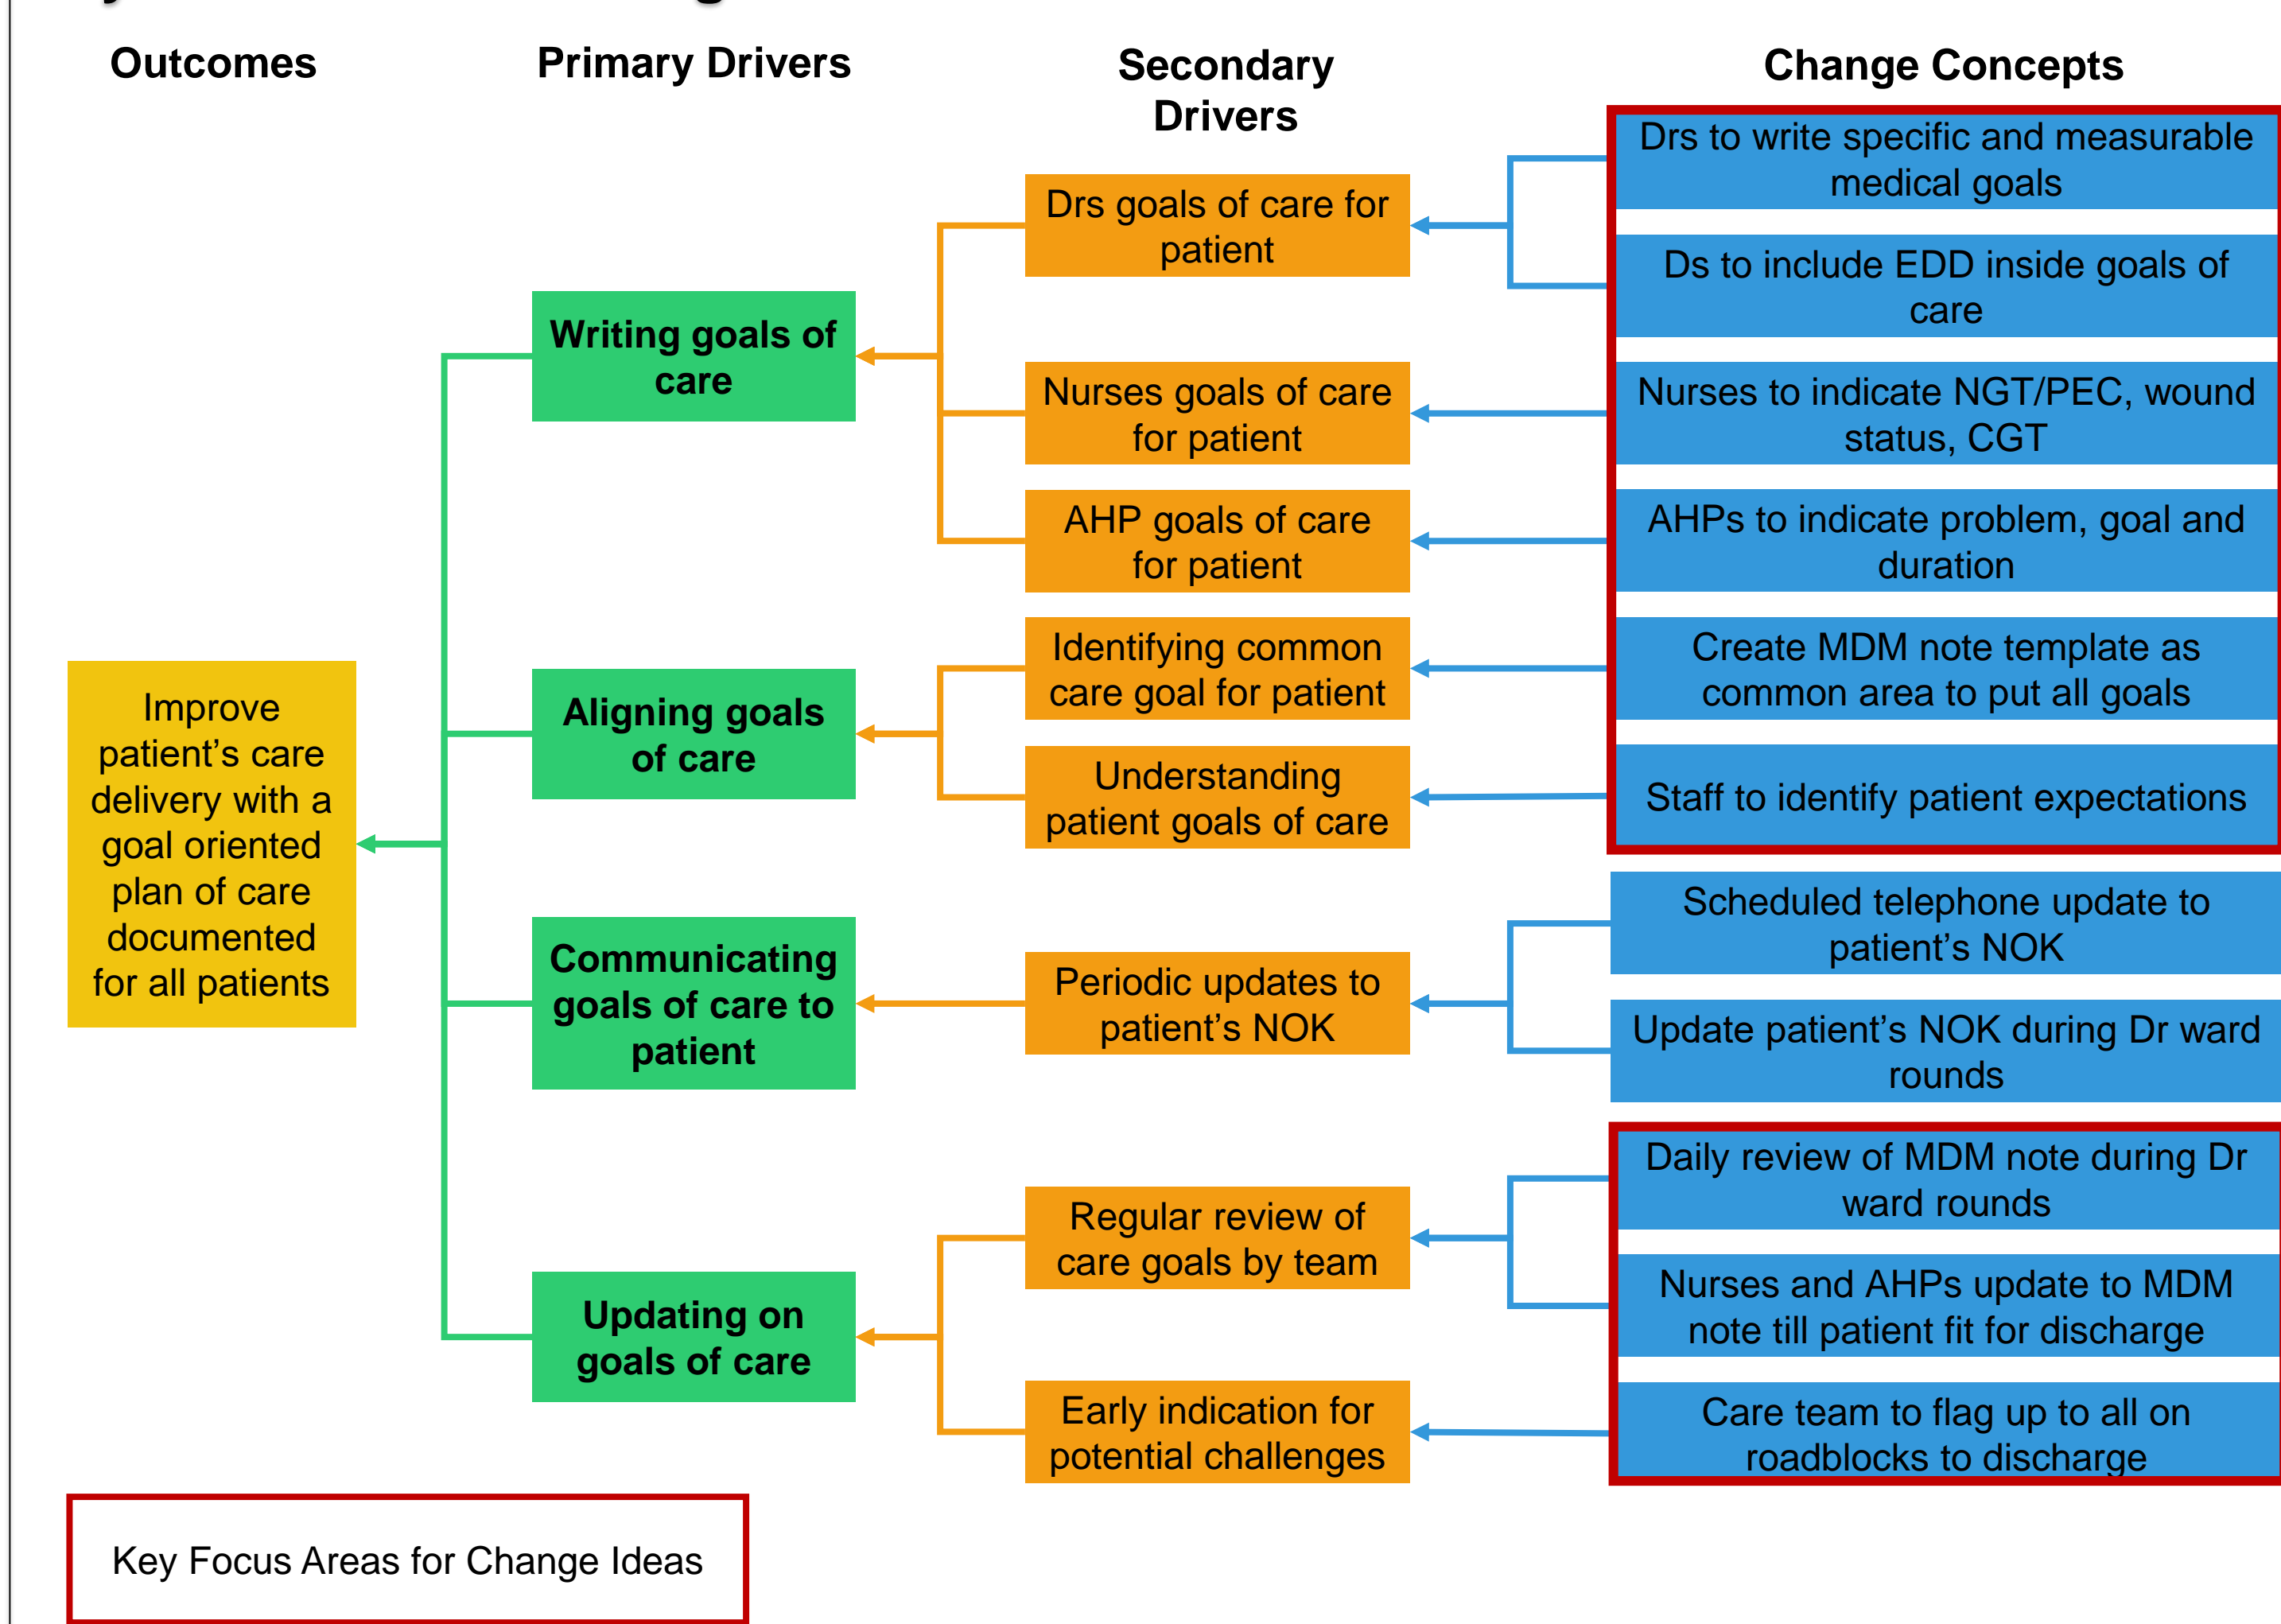 Outcomes
Primary Drivers
Secondary
Drivers
Change Concepts
Improve
patient’s care
delivery with a
goal oriented
plan of care
documented
for all patients
Writing goals of
care
Aligning goals
of care
Communicating
goals of care to
patient
Updating on
goals of care
Drs goals of care for
patient
Nurses goals of care
for patient
AHP goals of care
for patient
Identifying common
care goal for patient
Understanding
patient goals of care
Periodic updates to
patient’s NOK
Regular review of
care goals by team
Early indication for
potential challenges
Drs to write specific and measurable
medical goals
Ds to include EDD inside goals of
care
Nurses to indicate NGT/PEC, wound
status, CGT
AHPs to indicate problem, goal and
duration
Create MDM note template as
common area to put all goals
Staff to identify patient expectations
Scheduled telephone update to
patient’s NOK
Update patient’s NOK during Dr ward
rounds
Daily review of MDM note during Dr
ward rounds
Nurses and AHPs update to MDM
note till patient fit for discharge
Care team to flag up to all on
roadblocks to discharge
Key Focus Areas for Change Ideas